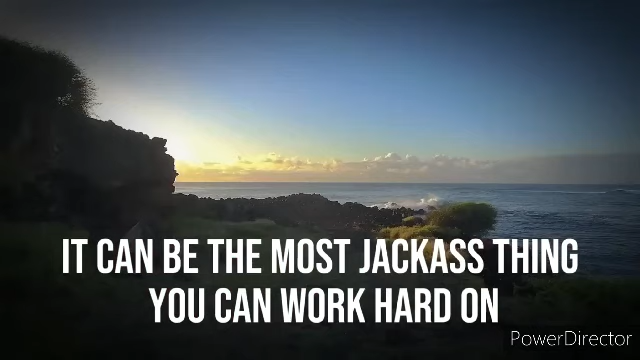 IT CAN BE THE MOST JACKASS THING
YOU CAN WORK HARD ON
PowerDirector